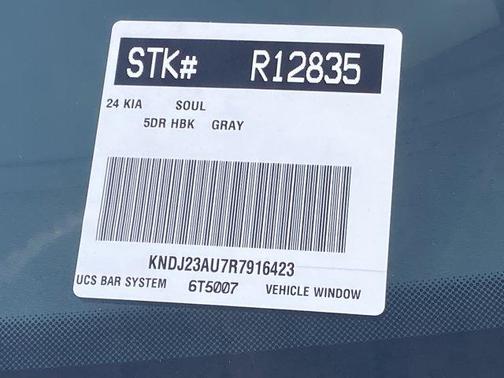 STK# R12835
24 KIA SOUL
5DR HBK GRAY
KNDJ23AU7R7916423
UCS BAR SYSTEM 6T5007 VEHICLE WINDOW